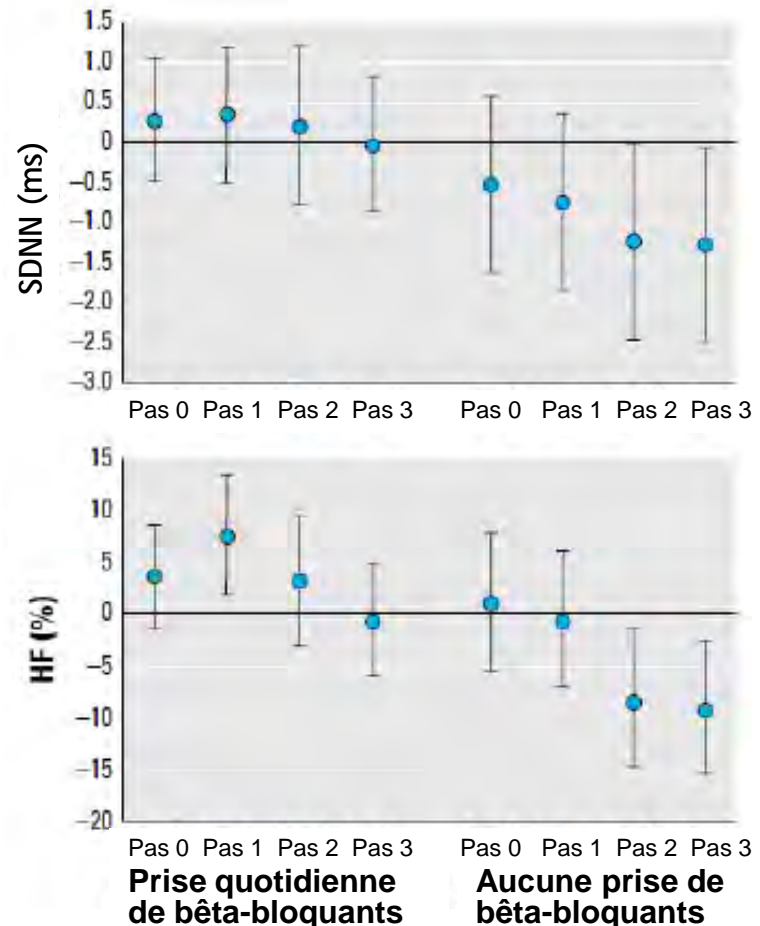 1.5
1.0
0.5
0
−0.5
−1.0
−1.5
−2.0
−2.5
−3.0
SDNN (ms)
Pas 0 Pas 1 Pas 2 Pas 3 Pas 0 Pas 1 Pas 2 Pas 3
15
10
5
0
−5
−10
−15
−20
HF (%)
Pas 0 Pas 1 Pas 2 Pas 3 Pas 0 Pas 1 Pas 2 Pas 3
Prise quotidienne
de bêta-bloquants
Aucune prise de
bêta-bloquants